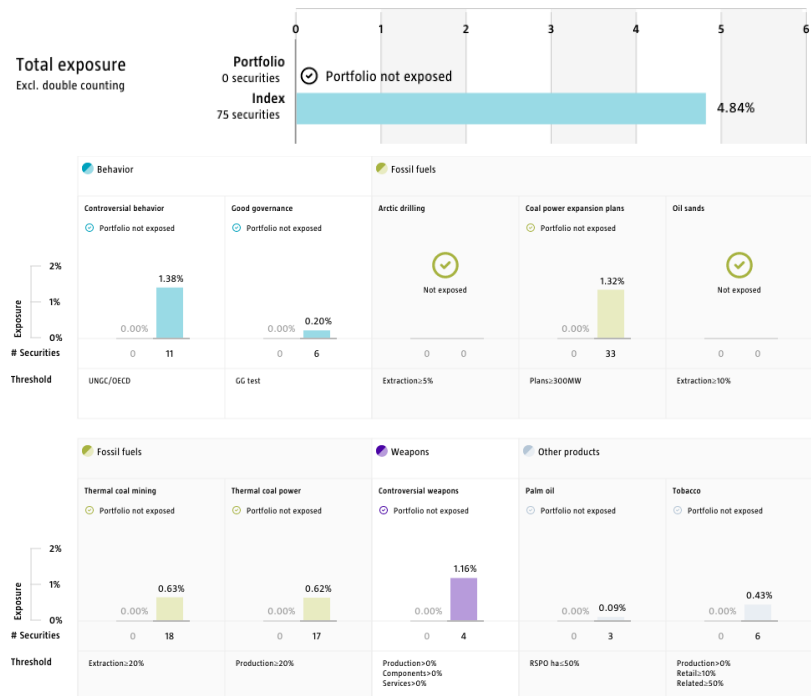 0 1 2 3 4 5 6
Total exposure
Excl. double counting
Portfolio
0 securities
Portfolio not exposed
Index
75 securities
4.84%
Behavior
Fossil fuels
Controversial behavior
Good governance
Arctic drilling
Coal power expansion plans
Oil sands
Portfolio not exposed
Portfolio not exposed
Portfolio not exposed
Exposure
2%
1%
0%
0.00% 1.38%
0.00% 0.20%
Not exposed
0.00% 1.32%
Not exposed
# Securities 0 11 0 6 0 0 0 33 0 0
Threshold
UNGC/OECD
GG test
Extraction≥5%
Plans≥300MW
Extraction≥10%
Fossil fuels
Weapons
Other products
Thermal coal mining
Thermal coal power
Controversial weapons
Palm oil
Tobacco
Portfolio not exposed
Portfolio not exposed
Portfolio not exposed
Portfolio not exposed
Portfolio not exposed
Exposure
2%
1%
0%
0.00% 0.63%
0.00% 0.62%
0.00% 1.16%
0.00% 0.09%
0.00% 0.43%
# Securities 0 18 0 17 0 4 0 3 0 6
Threshold
Extraction≥20%
Production≥20%
Production>0%
Components>0%
Services>0%
RSPO ha≤50%
Production>0%
Retail≥10%
Related≥50%